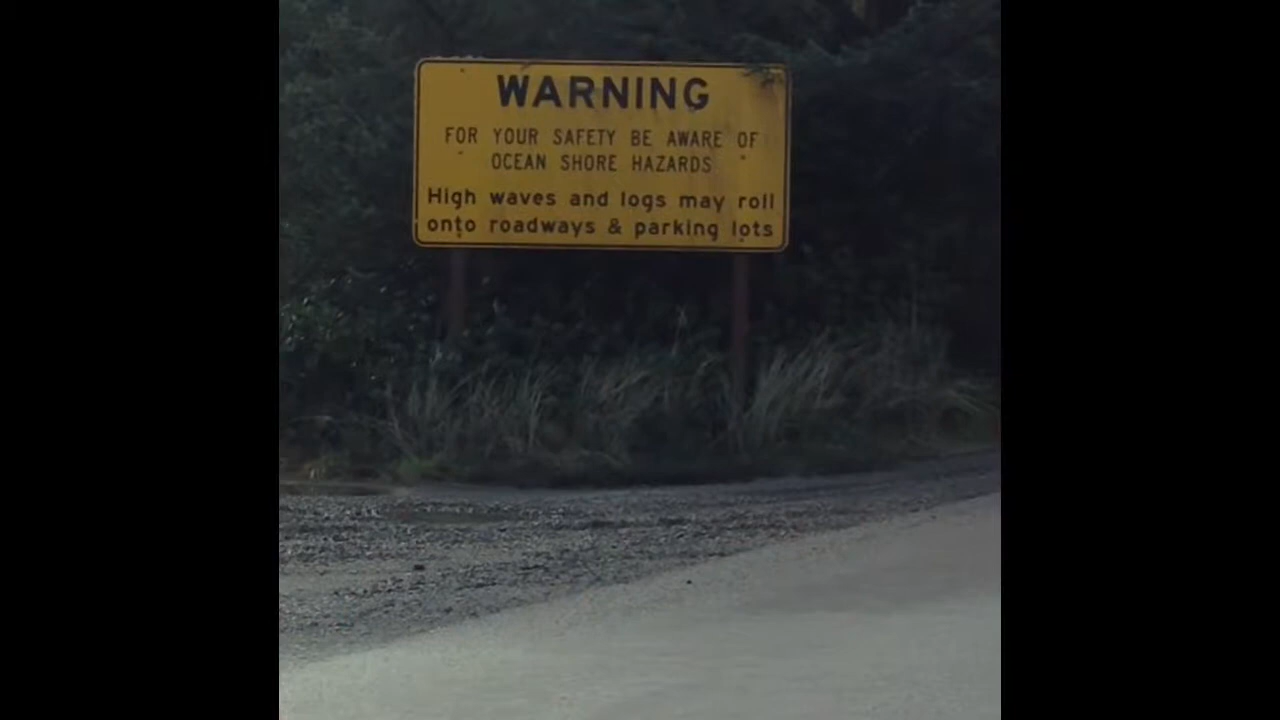 WARNING
FOR YOUR SAFETY BE AWARE OF
OCEAN SHORE HAZARDS
High waves and logs may roll
onto roadways & parking lots